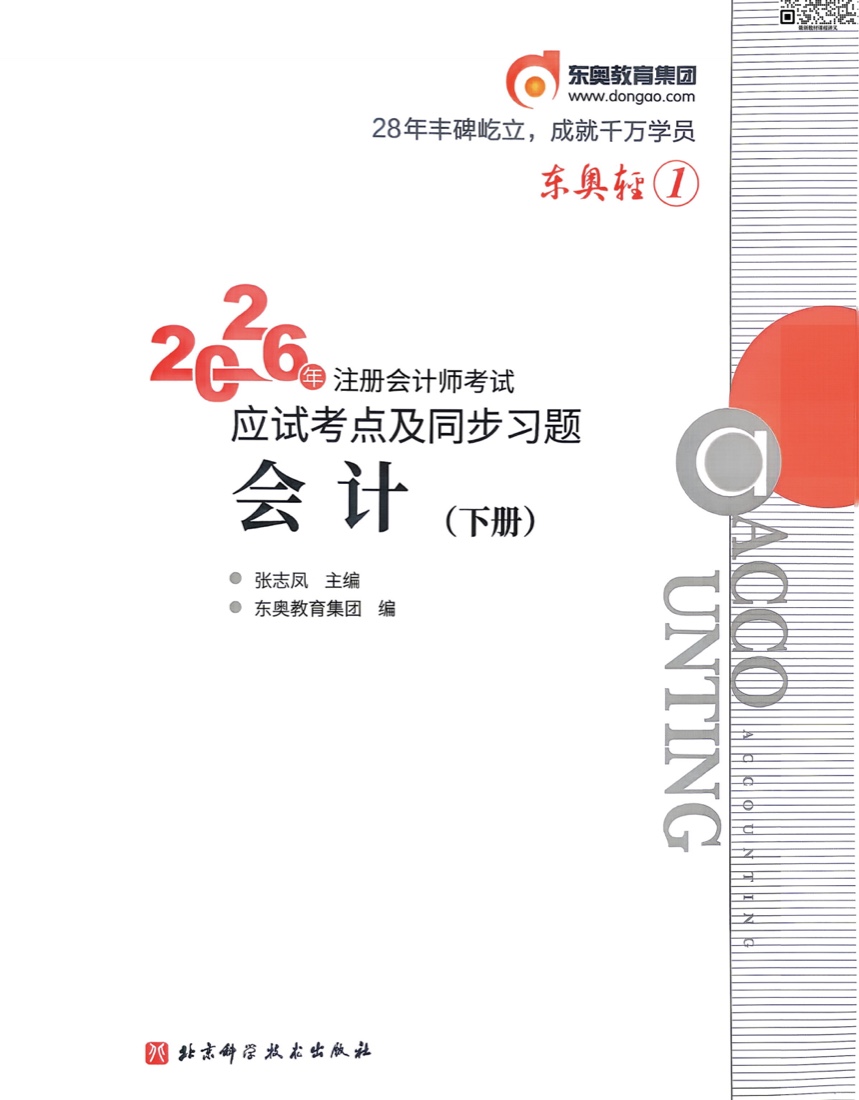 东奥教育集团
www.dongao.com
28年丰碑屹立，成就千万学员
东奥轻1
2026年 注册会计师考试
应试考点及同步习题
会计（下册）
张志凤 主编
东奥教育集团 编
ACCO
UNTING
ACCOUNTING
北京科学技术出版社